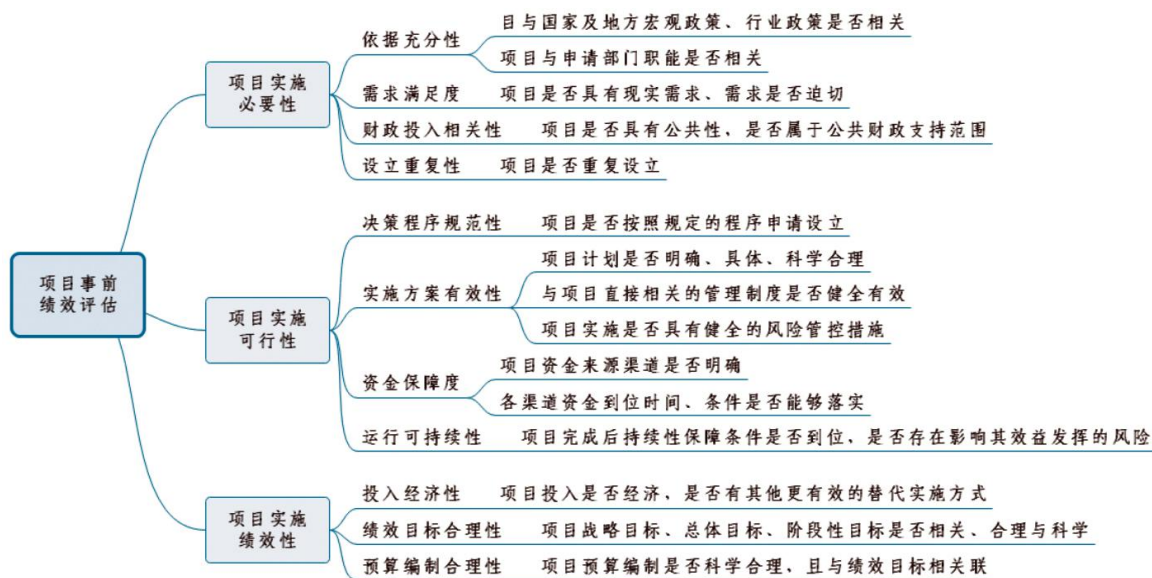 项目事前
绩效评估
项目实施
必要性
依据充分性
目与国家及地方宏观政策、行业政策是否相关
项目与申请部门职能是否相关
需求满足度
项目是否具有现实需求、需求是否迫切
财政投入相关性
项目是否具有公共性，是否属于公共财政支持范围
设立重复性
项目是否重复设立
项目实施
可行性
决策程序规范性
项目是否按照规定的程序申请设立
实施方案有效性
项目计划是否明确、具体、科学合理
与项目直接相关的管理制度是否健全有效
项目实施是否具有健全的风险管控措施
资金保障度
项目资金来源渠道是否明确
各渠道资金到位时间、条件是否能够落实
运行可持续性
项目完成后持续性保障条件是否到位，是否存在影响其效益发挥的风险
项目实施
绩效性
投入经济性
项目投入是否经济，是否有其他更有效的替代实施方式
绩效目标合理性
项目战略目标、总体目标、阶段性目标是否相关、合理与科学
预算编制合理性
项目预算编制是否科学合理，且与绩效目标相关联